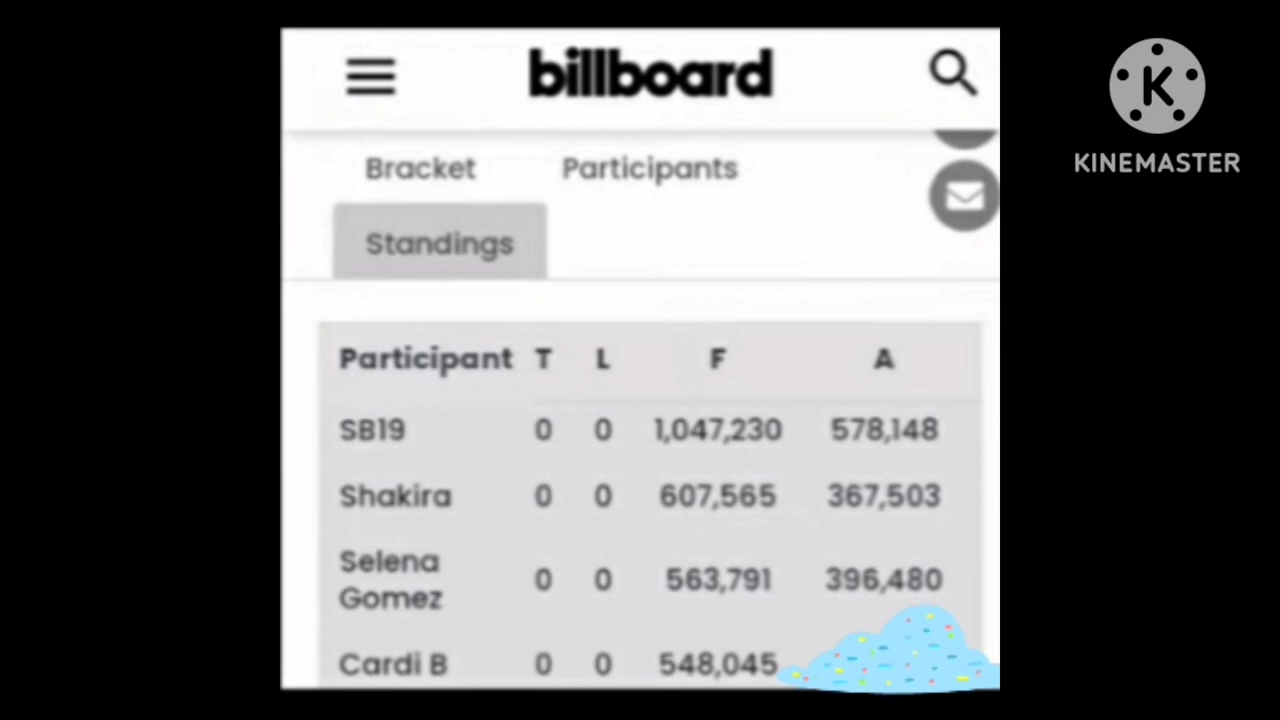 billboard
K
KINEMASTER
Bracket Participants
Standings
Participant T L F A
SB19 0 0 1,047,230 578,148
Shakira 0 0 607,565 367,503
Selena
Gomez 0 0 563,791 396,480
Cardi B 0 0 548,045